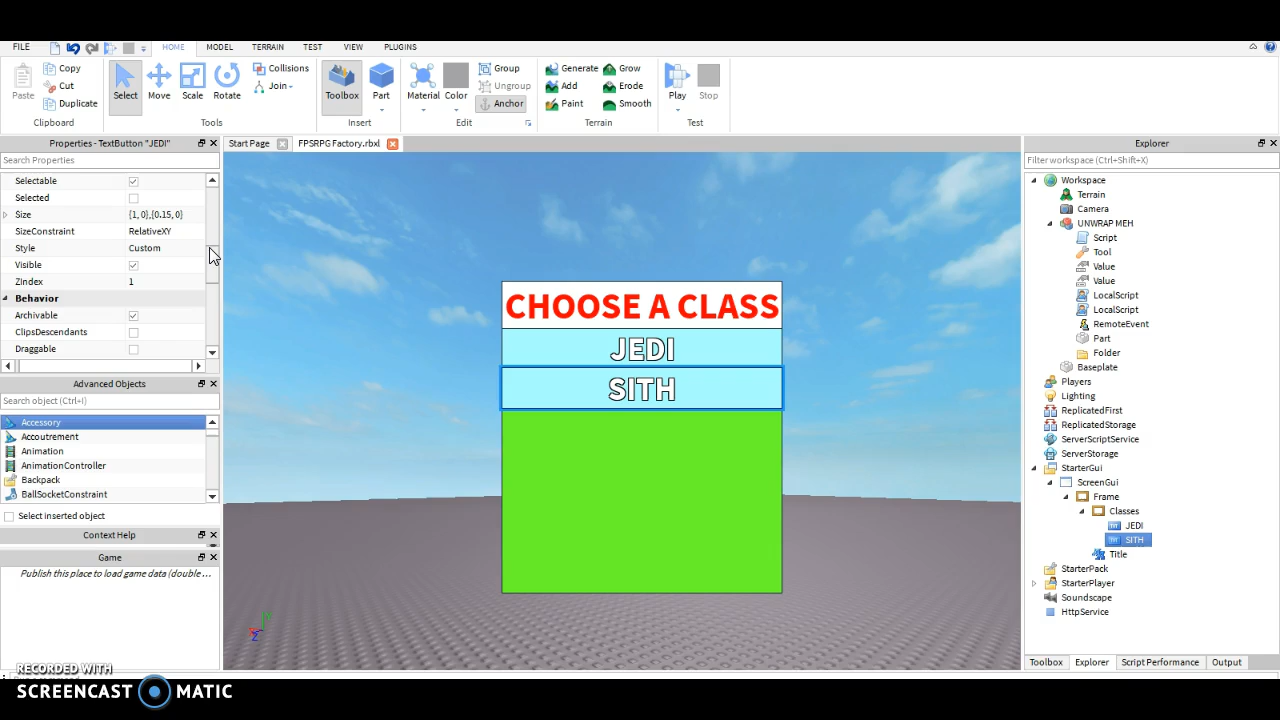 FILE HOME MODEL TERRAIN TEST VIEW PLUGINS
Paste Copy Cut Duplicate Clipboard
Select Move Scale Rotate Collisions Join Tools
Toolbox Part Insert
Material Color Group Ungroup Anchor Edit
Generate Grow Add Erode Paint Smooth Terrain
Play Stop Test
Properties - TextButton "JEDI"
Search Properties
Selectable
Selected
Size {1, 0},{0.15, 0}
SizeConstraint RelativeXY
Style Custom
Visible
ZIndex 1
Behavior
Archivable
ClipsDescendants
Draggable
Advanced Objects
Search object (Ctrl+I)
Accessory
Accoutrement
Animation
AnimationController
Backpack
BallSocketConstraint
Select inserted object
Context Help
Game
Publish this place to load game data (double ...
Start Page FPSRPG Factory.rbxl
CHOOSE A CLASS
JEDI
SITH
Explorer
Filter workspace (Ctrl+Shift+X)
Workspace
Terrain
Camera
UNWRAP MEH
Script
Tool
Value
Value
LocalScript
LocalScript
RemoteEvent
Part
Folder
Baseplate
Players
Lighting
ReplicatedFirst
ReplicatedStorage
ServerScriptService
ServerStorage
StarterGui
ScreenGui
Frame
Classes
JEDI
SITH
Title
StarterPack
StarterPlayer
Soundscape
HttpService
Toolbox Explorer Script Performance Output
RECORDED WITH
SCREENCAST MATIC